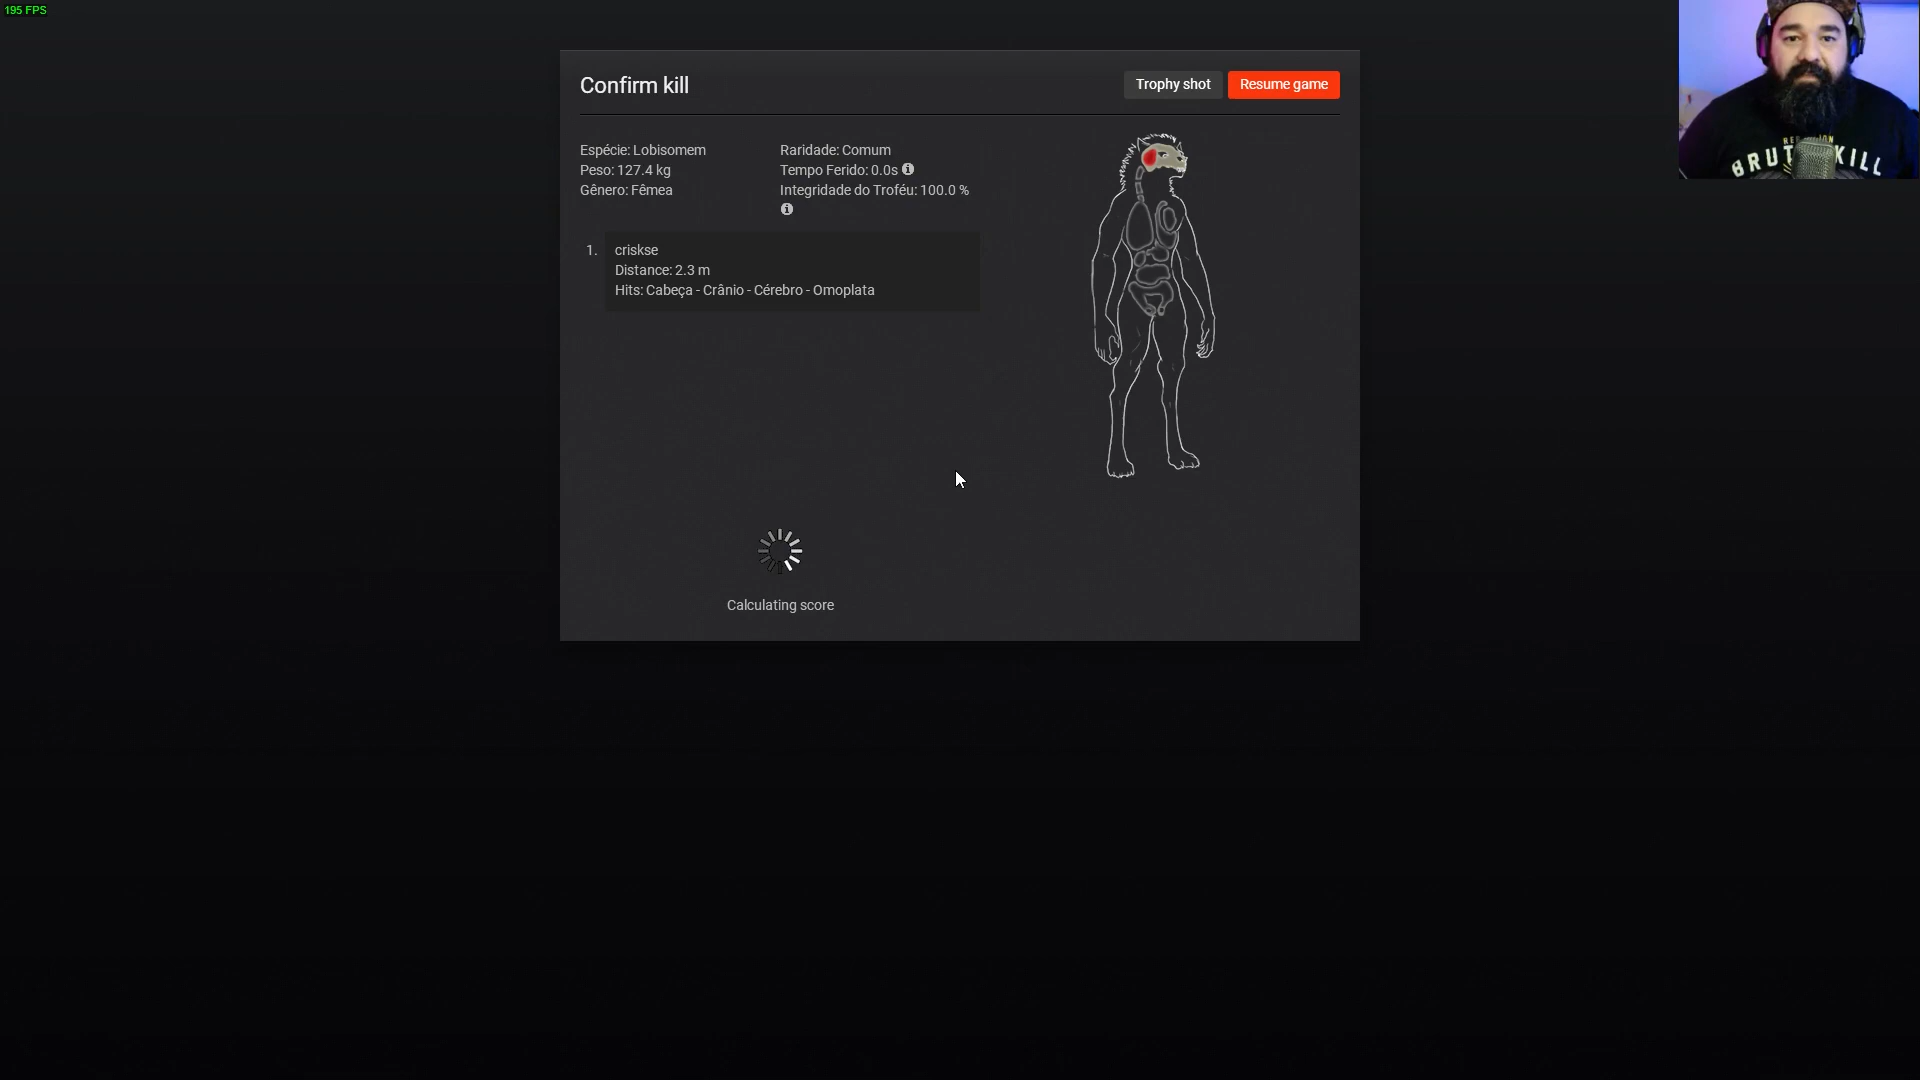 195 FPS
Confirm kill
Trophy shot
Resume game
Espécie: Lobisomem
Peso: 127.4 kg
Gênero: Fêmea
Raridade: Comum
Tempo Ferido: 0.0s
Integridade do Troféu: 100.0 %
1.
criskse
Distance: 2.3 m
Hits: Cabeça - Crânio - Cérebro - Omoplata
Calculating score
KILL